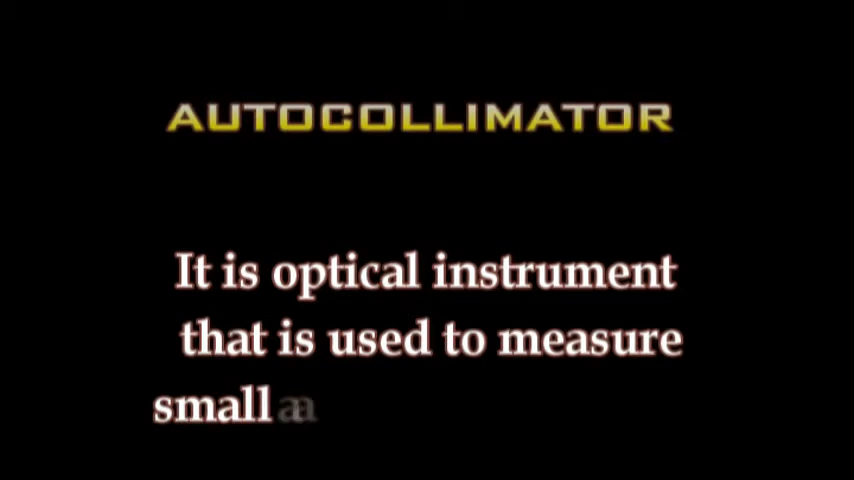 AUTOCOLLIMATOR
It is optical instrument
that is used to measure
small